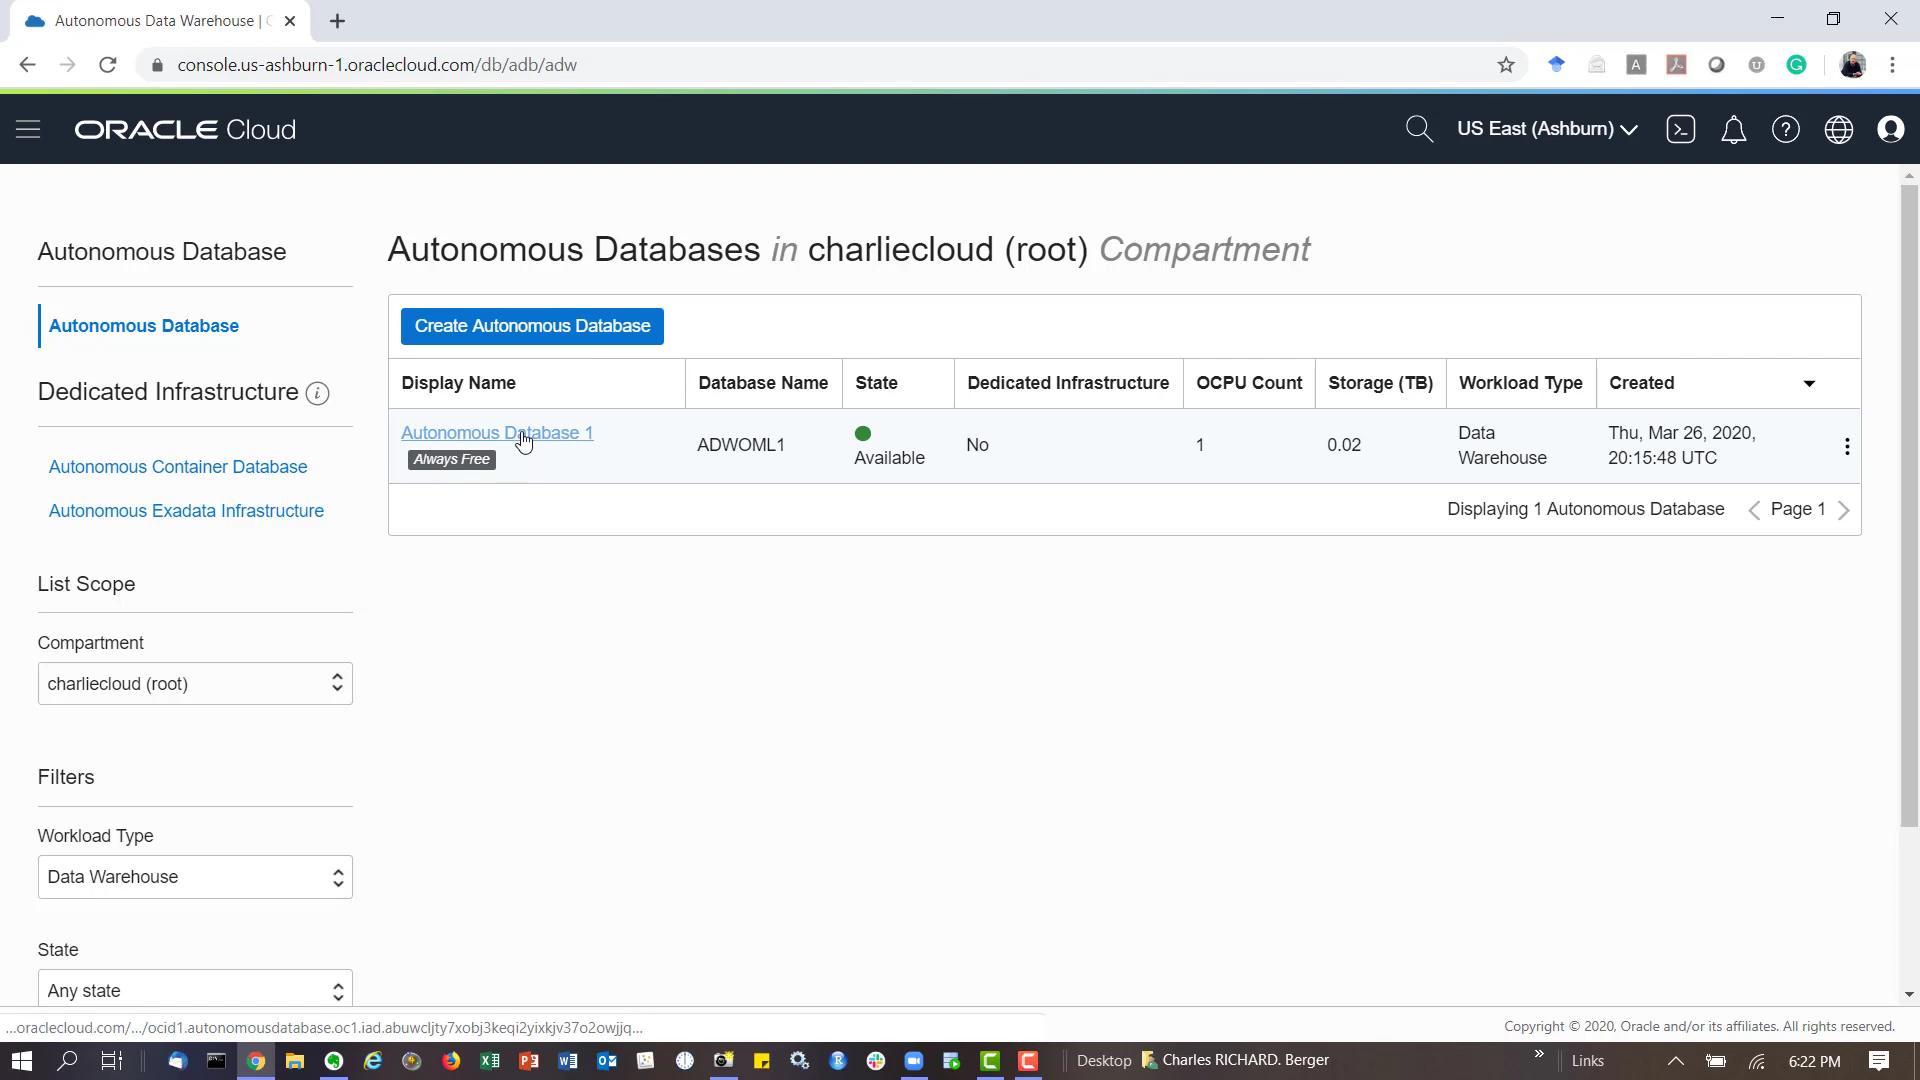 Autonomous Data Warehouse |
console.us-ashburn-1.oraclecloud.com/db/adb/adw
ORACLE Cloud
US East (Ashburn)
Autonomous Database
Autonomous Database
Dedicated Infrastructure
Autonomous Container Database
Autonomous Exadata Infrastructure
List Scope
Compartment
charliecloud (root)
Filters
Workload Type
Data Warehouse
State
Any state
Autonomous Databases in charliecloud (root) Compartment
Create Autonomous Database
Display Name Database Name State Dedicated Infrastructure OCPU Count Storage (TB) Workload Type Created
Autonomous Database 1
Always Free
ADWOML1
Available
No
1
0.02
Data
Warehouse
Thu, Mar 26, 2020,
20:15:48 UTC
Displaying 1 Autonomous Database
Page 1
...oraclecloud.com/.../ocid1.autonomousdatabase.oc1.iad.abuwcljty7xobj3keqi2yixkjv37o2owjjq...
Copyright © 2020, Oracle and/or its affiliates. All rights reserved.
Desktop
Charles RICHARD. Berger
Links
6:22 PM